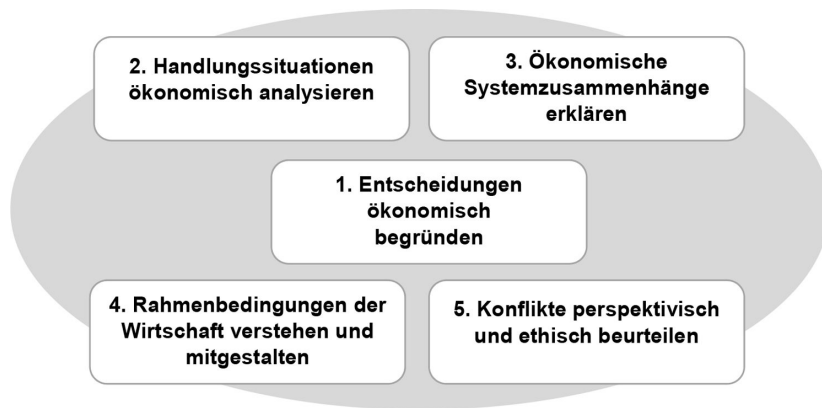 2. Handlungssituationen
ökonomisch analysieren
3. Ökonomische
Systemzusammenhänge
erklären
1. Entscheidungen
ökonomisch
begründen
4. Rahmenbedingungen der
Wirtschaft verstehen und
mitgestalten
5. Konflikte perspektivisch
und ethisch beurteilen